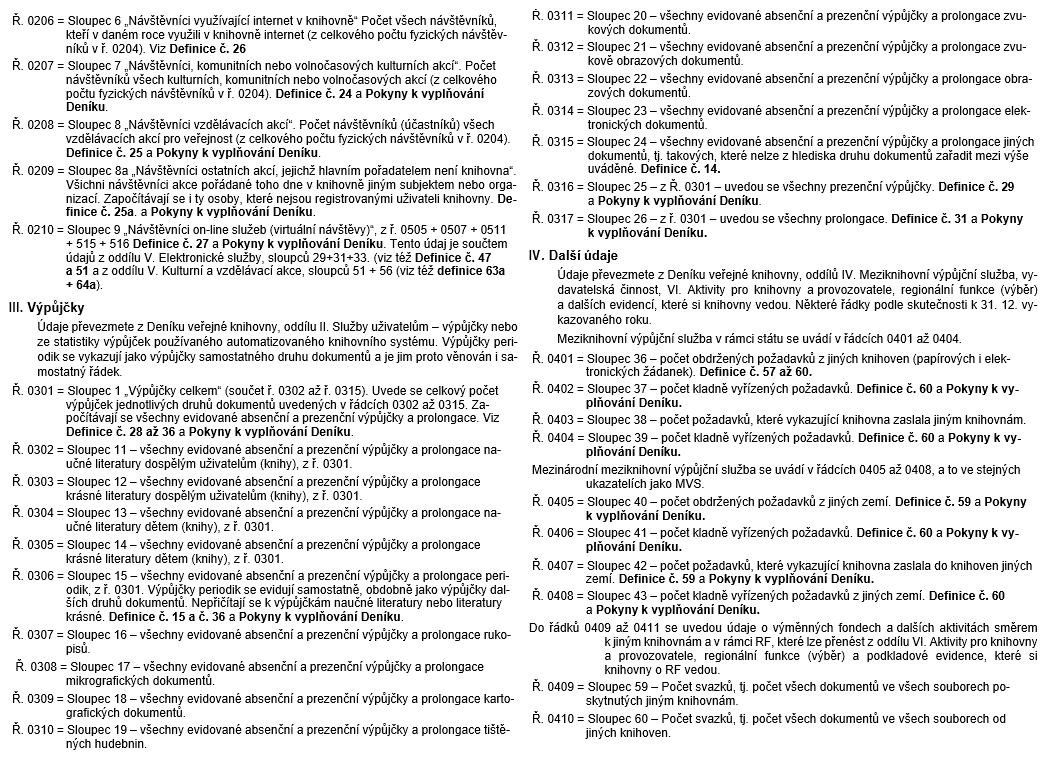 Ř. 0206 = Sloupec 6 „Návštěvníci využívající internet v knihovně“ Počet všech návštěvníků,
kteří v daném roce využili v knihovně internet (z celkového počtu fyzických návštěv-
níků v ř. 0204). Viz Definice č. 26
Ř. 0207 = Sloupec 7 „Návštěvníci, komunitních nebo volnočasových kulturních akcí“. Počet
návštěvníků všech kulturních, komunitních nebo volnočasových akcí (z celkového
počtu fyzických návštěvníků v ř. 0204). Definice č. 24 a Pokyny k vyplňování
Deníku.
Ř. 0208 = Sloupec 8 „Návštěvníci vzdělávacích akcí“. Počet návštěvníků (účastníků) všech
vzdělávacích akcí pro veřejnost (z celkového počtu fyzických návštěvníků v ř. 0204).
Definice č. 25 a Pokyny k vyplňování Deníku.
Ř. 0209 = Sloupec 8a „Návštěvníci ostatních akcí, jejichž hlavním pořadatelem není knihovna“.
Všichni návštěvníci akce pořádané toho dne v knihovně jiným subjektem nebo orga-
nizací. Započítávají se i ty osoby, které nejsou registrovanými uživateli knihovny. De-
finice č. 25a. a Pokyny k vyplňování Deníku.
Ř. 0210 = Sloupec 9 „Návštěvníci on-line služeb (virtuální návštěvy)“, z ř. 0505 + 0507 + 0511
+ 515 + 516 Definice č. 27 a Pokyny k vyplňování Deníku. Tento údaj je součtem
údajů z oddílu V. Elektronické služby, sloupců 29+31+33. (viz též Definice č. 47
a 51 a z oddílu V. Kulturní a vzdělávací akce, sloupců 51 + 56 (viz též definice 63a
+ 64a).
III. Výpůjčky
Údaje převezmete z Deníku veřejné knihovny, oddílu II. Služby uživatelům – výpůjčky nebo
ze statistiky výpůjček používaného automatizovaného knihovního systému. Výpůjčky peri-
odik se vykazují jako výpůjčky samostatného druhu dokumentů a je jim proto věnován i sa-
mostatný řádek.
Ř. 0301 = Sloupec 1 „Výpůjčky celkem“ (součet ř. 0302 až ř. 0315). Uvede se celkový počet
výpůjček jednotlivých druhů dokumentů uvedených v řádcích 0302 až 0315. Za-
počítávají se všechny evidované absenční a prezenční výpůjčky a prolongace. Viz
Definice č. 28 až 36 a Pokyny k vyplňování Deníku.
Ř. 0302 = Sloupec 11 – všechny evidované absenční a prezenční výpůjčky a prolongace na-
učné literatury dospělým uživatelům (knihy), z ř. 0301.
Ř. 0303 = Sloupec 12 – všechny evidované absenční a prezenční výpůjčky a prolongace
krásné literatury dospělým uživatelům (knihy), z ř. 0301.
Ř. 0304 = Sloupec 13 – všechny evidované absenční a prezenční výpůjčky a prolongace na-
učné literatury dětem (knihy), z ř. 0301.
Ř. 0305 = Sloupec 14 – všechny evidované absenční a prezenční výpůjčky a prolongace
krásné literatury dětem (knihy), z ř. 0301.
Ř. 0306 = Sloupec 15 – všechny evidované absenční a prezenční výpůjčky a prolongace peri-
odik, z ř. 0301. Výpůjčky periodik se evidují samostatně, obdobně jako výpůjčky dal-
ších druhů dokumentů. Nepřičítají se k výpůjčkám naučné literatury nebo literatury
krásné. Definice č. 15 a č. 36 a Pokyny k vyplňování Deníku.
Ř. 0307 = Sloupec 16 – všechny evidované absenční a prezenční výpůjčky a prolongace ruko-
pisů.
Ř. 0308 = Sloupec 17 – všechny evidované absenční a prezenční výpůjčky a prolongace
mikrografických dokumentů.
Ř. 0309 = Sloupec 18 – všechny evidované absenční a prezenční výpůjčky a prolongace karto-
grafických dokumentů.
Ř. 0310 = Sloupec 19 – všechny evidované absenční a prezenční výpůjčky a prolongace tiště-
ných hudebnin.
Ř. 0311 = Sloupec 20 – všechny evidované absenční a prezenční výpůjčky a prolongace zvu-
kových dokumentů.
Ř. 0312 = Sloupec 21 – všechny evidované absenční a prezenční výpůjčky a prolongace zvu-
kově obrazových dokumentů.
Ř. 0313 = Sloupec 22 – všechny evidované absenční a prezenční výpůjčky a prolongace obra-
zových dokumentů.
Ř. 0314 = Sloupec 23 – všechny evidované absenční a prezenční výpůjčky a prolongace elek-
tronických dokumentů.
Ř. 0315 = Sloupec 24 – všechny evidované absenční a prezenční výpůjčky a prolongace jiných
dokumentů, tj. takových, které nelze z hlediska druhu dokumentů zařadit mezi výše
uváděné. Definice č. 14.
Ř. 0316 = Sloupec 25 – z Ř. 0301 – uvedou se všechny prezenční výpůjčky. Definice č. 29
a Pokyny k vyplňování Deníku.
Ř. 0317 = Sloupec 26 – z ř. 0301 – uvedou se všechny prolongace. Definice č. 31 a Pokyny
k vyplňování Deníku.
IV. Další údaje
Údaje převezmete z Deníku veřejné knihovny, oddílů IV. Meziknihovní výpůjční služba, vy-
davatelská činnost, VI. Aktivity pro knihovny a provozovatele, regionální funkce (výběr)
a dalších evidencí, které si knihovny vedou. Některé řádky podle skutečnosti k 31. 12. vy-
kazovaného roku.
Meziknihovní výpůjční služba v rámci státu se uvádí v řádcích 0401 až 0404.
Ř. 0401 = Sloupec 36 – počet obdržených požadavků z jiných knihoven (papírových i elek-
tronických žádanek). Definice č. 57 až 60.
Ř. 0402 = Sloupec 37 – počet kladně vyřízených požadavků. Definice č. 60 a Pokyny k vy-
plňování Deníku.
Ř. 0403 = Sloupec 38 – počet požadavků, které vykazující knihovna zaslala jiným knihovnám.
Ř. 0404 = Sloupec 39 – počet kladně vyřízených požadavků. Definice č. 60 a Pokyny k vy-
plňování Deníku.
Mezinárodní meziknihovní výpůjční služba se uvádí v řádcích 0405 až 0408, a to ve stejných
ukazatelích jako MVS.
Ř. 0405 = Sloupec 40 – počet obdržených požadavků z jiných zemí. Definice č. 59 a Pokyny
k vyplňování Deníku.
Ř. 0406 = Sloupec 41 – počet kladně vyřízených požadavků. Definice č. 60 a Pokyny k vy-
plňování Deníku.
Ř. 0407 = Sloupec 42 – počet požadavků, které vykazující knihovna zaslala do knihoven jiných
zemí. Definice č. 59 a Pokyny k vyplňování Deníku.
Ř. 0408 = Sloupec 43 – počet kladně vyřízených požadavků z jiných zemí. Definice č. 60
a Pokyny k vyplňování Deníku.
Do řádků 0409 až 0411 se uvedou údaje o výměnných fondech a dalších aktivitách směrem
k jiným knihovnám a v rámci RF, které lze přenést z oddílu VI. Aktivity pro knihovny
a provozovatele, regionální funkce (výběr) a podkladové evidence, které si
knihovny o RF vedou.
Ř. 0409 = Sloupec 59 – Počet svazků, tj. počet všech dokumentů ve všech souborech po-
skytnutých jiným knihovnám.
Ř. 0410 = Sloupec 60 – Počet svazků, tj. počet všech dokumentů ve všech souborech od
jiných knihoven.